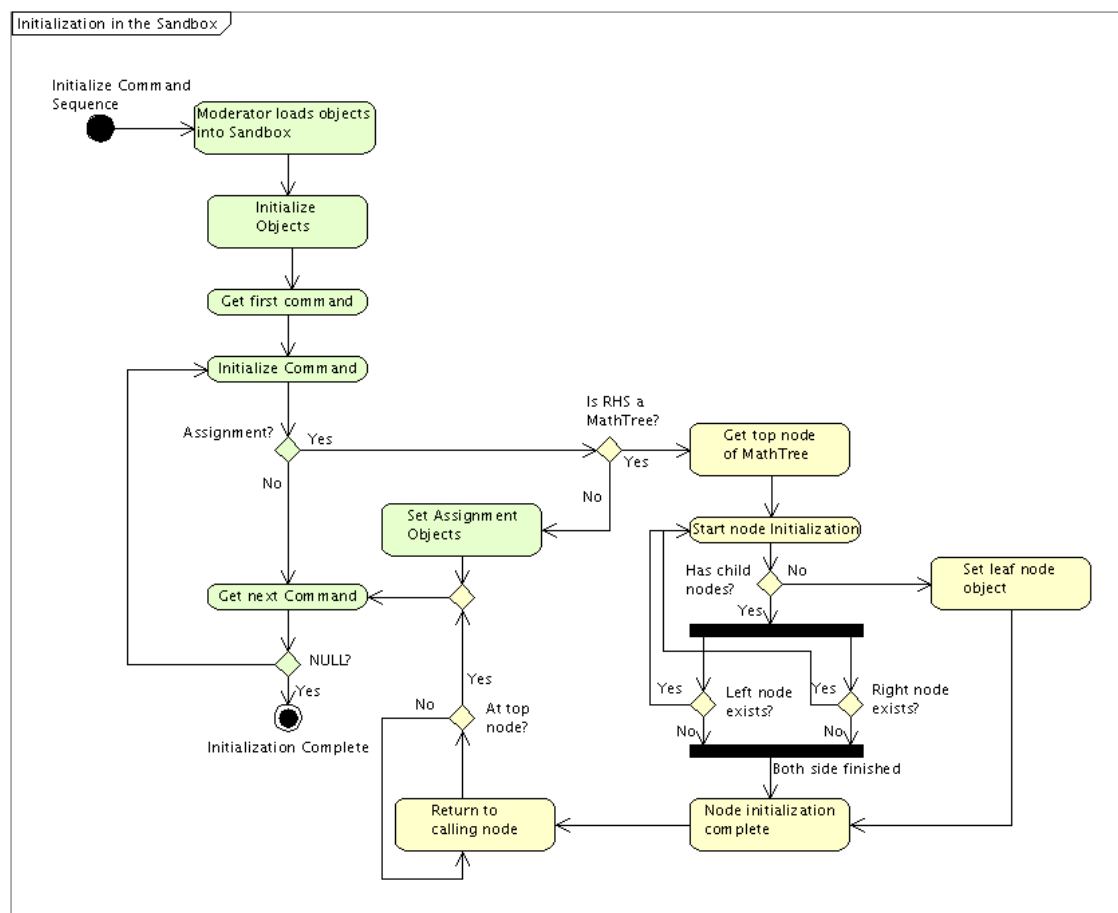 Initialization in the Sandbox
Initialize Command
Sequence
Moderator loads objects
into Sandbox
Initialize
Objects
Get first command
Initialize Command
Assignment?
Yes
No
Is RHS a
MathTree?
Yes
No
Get top node
of MathTree
Set Assignment
Objects
Start node Initialization
Has child
nodes?
No
Yes
Set leaf node
object
Get next Command
NULL?
Yes
Initialization Complete
No
Yes
At top
node?
Yes
Left node
exists?
No
Yes
Right node
exists?
No
Both side finished
Return to
calling node
Node initialization
complete